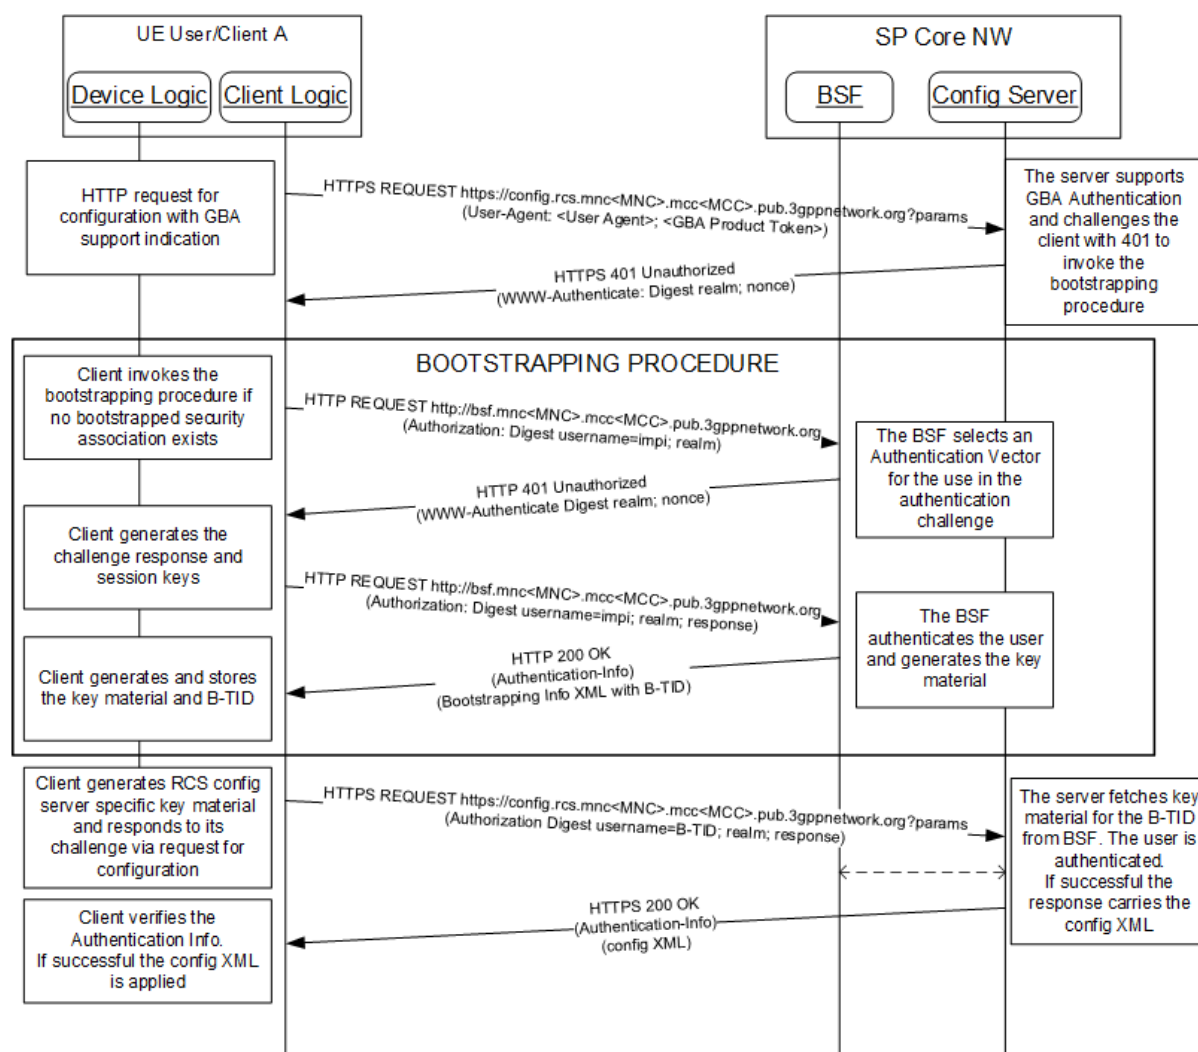 UE User/Client A
SP Core NW
Device Logic
Client Logic
BSF
Config Server
HTTP request for
configuration with GBA
support indication
HTTPS REQUEST https://config.rcs.mnc<MNC>.mcc<MCC>.pub.3gppnetwork.org?params
(User-Agent: <User Agent>; <GBA Product Token>)
The server supports
GBA Authentication
and challenges the
client with 401 to
invoke the
bootstrapping
procedure
HTTPS 401 Unauthorized
(WWW-Authenticate: Digest realm; nonce)
BOOTSTRAPPING PROCEDURE
Client invokes the
bootstrapping procedure if
no bootstrapped security
association exists
HTTP REQUEST http://bsf.mnc<MNC>.mcc<MCC>.pub.3gppnetwork.org
(Authorization: Digest username=impi; realm)
The BSF selects an
Authentication Vector
for the use in the
authentication
challenge
HTTP 401 Unauthorized
(WWW-Authenticate Digest realm; nonce)
Client generates the
challenge response and
session keys
HTTP REQUEST http://bsf.mnc<MNC>.mcc<MCC>.pub.3gppnetwork.org
(Authorization: Digest username=impi; realm; response)
The BSF
authenticates the user
and generates the key
material
HTTP 200 OK
(Authentication-Info)
(Bootstrapping Info XML with B-TID)
Client generates and stores
the key material and B-TID
Client generates RCS config
server specific key material
and responds to its
challenge via request for
configuration
HTTPS REQUEST https://config.rcs.mnc<MNC>.mcc<MCC>.pub.3gppnetwork.org?params
(Authorization Digest username=B-TID; realm; response)
The server fetches key
material for the B-TID
from BSF. The user is
authenticated.
If successful the
response carries the
config XML
HTTPS 200 OK
(Authentication-Info)
(config XML)
Client verifies the
Authentication Info.
If successful the config XML
is applied